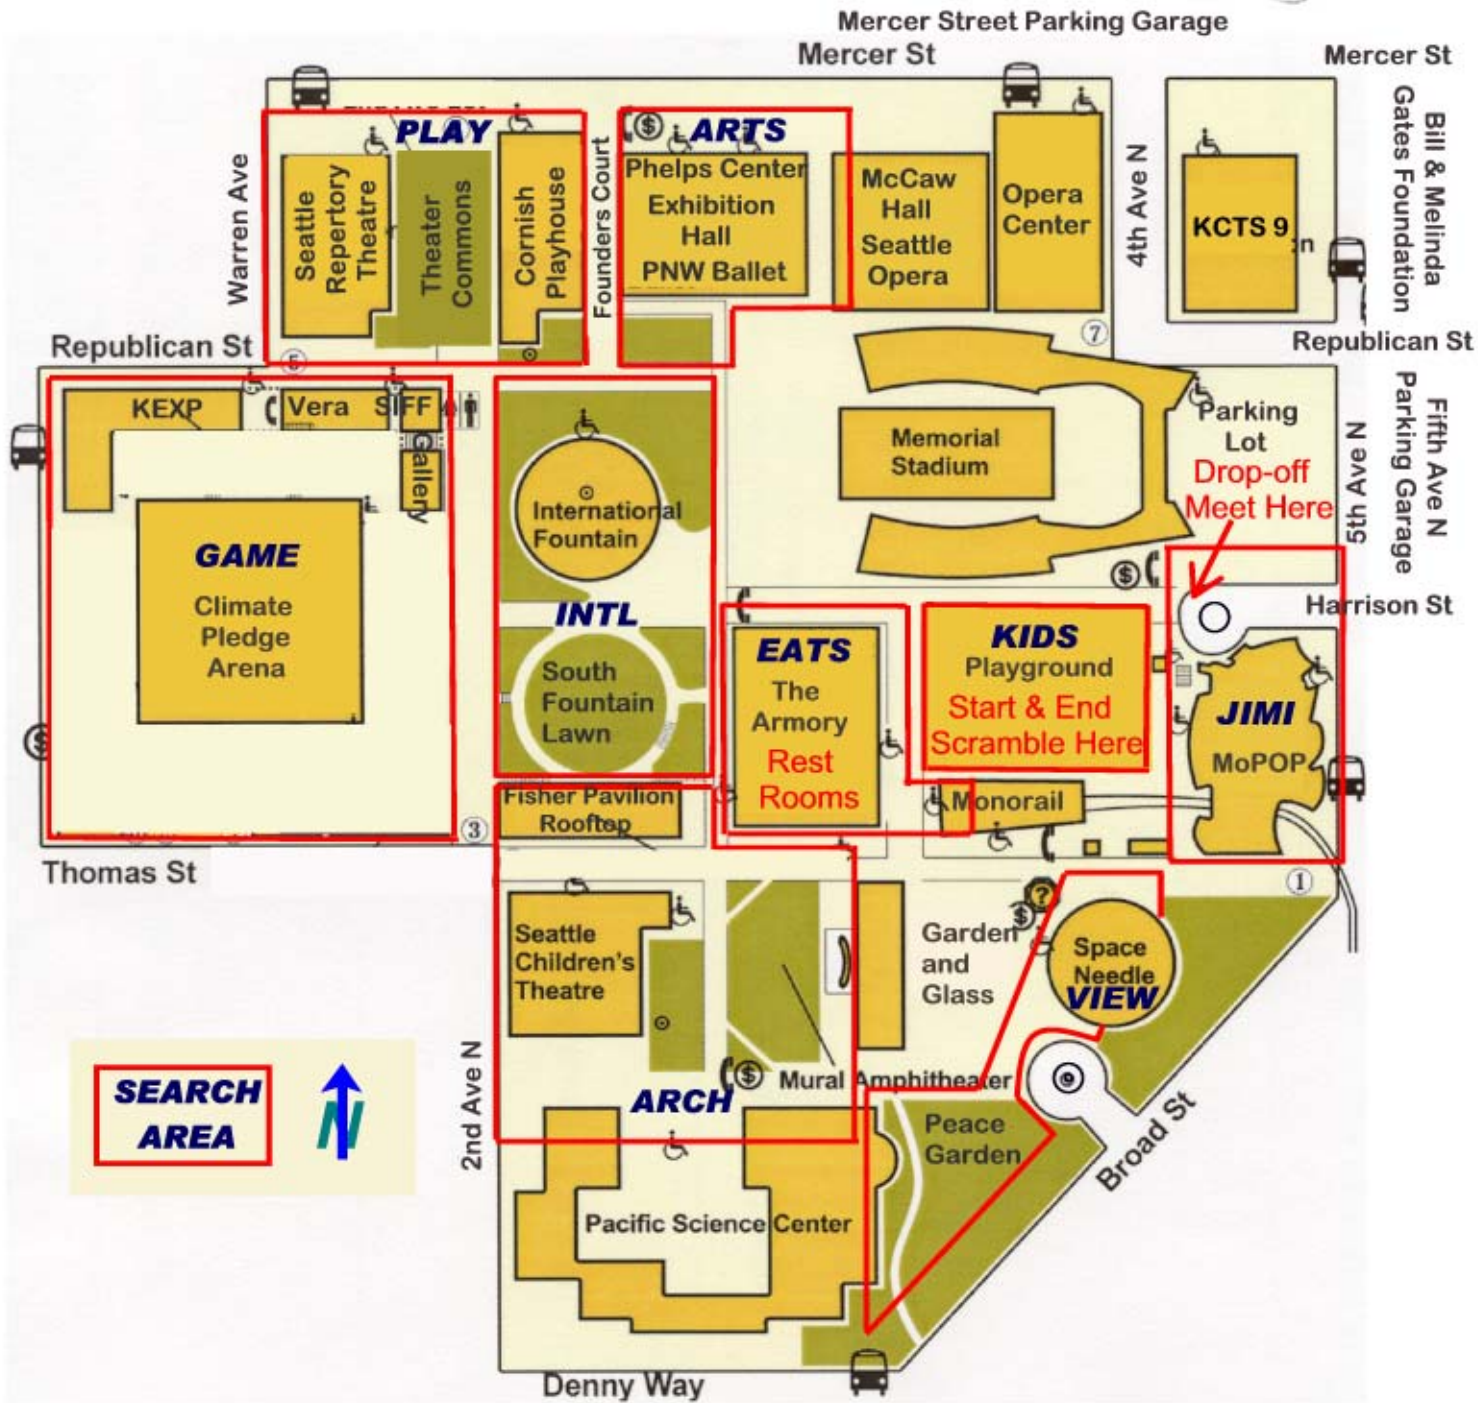 Mercer Street Parking Garage
Mercer St
Mercer St
Bill & Melinda
Gates Foundation
Warren Ave
PLAY
Seattle
Repertory
Theatre
Theater
Commons
Cornish
Playhouse
Founders Court
$
ARTS
Phelps Center
Exhibition
Hall
PNW Ballet
McCaw
Hall
Seattle
Opera
Opera
Center
4th Ave N
KCTS 9
7
Republican St
Republican St
5
KEXP
Vera
SIFF
Gallery
GAME
Climate
Pledge
Arena
$
3
Thomas St
International
Fountain
INTL
South
Fountain
Lawn
Memorial
Stadium
Parking
Lot
Drop-off
Meet Here
5th Ave N
Fifth Ave N
Parking Garage
$
Harrison St
EATS
The
Armory
Rest
Rooms
KIDS
Playground
Start & End
Scramble Here
JIMI
MoPOP
Monorail
Fisher Pavilion
Rooftop
1
?
$
Seattle
Children's
Theatre
Garden
and
Glass
Space
Needle
VIEW
9
Mural Amphitheater
$
ARCH
2nd Ave N
Peace
Garden
Broad St
Pacific Science Center
Denny Way
SEARCH
AREA
N